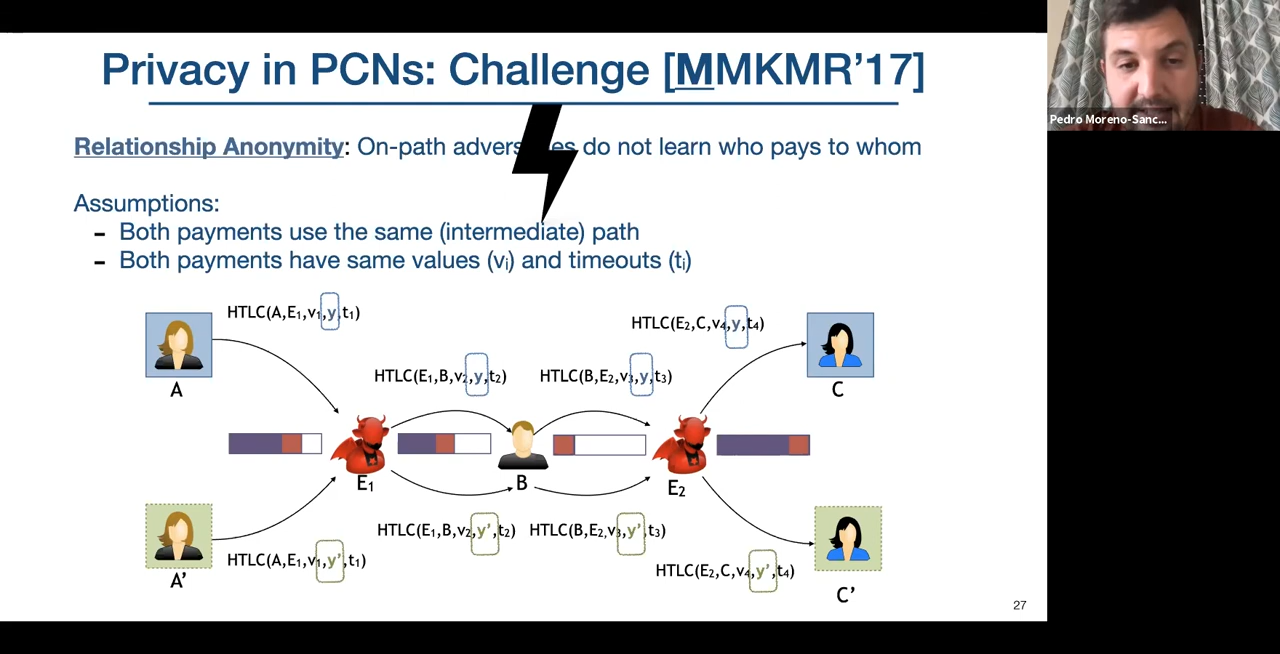 Privacy in PCNs: Challenge [MMKMR'17]
Pedro Moreno-Sanc...
Relationship Anonymity: On-path advers es do not learn who pays to whom
Assumptions:
– Both payments use the same (intermediate) path
– Both payments have same values (vᵢ) and timeouts (tᵢ)
HTLC(A,E₁,v₁,y,t₁)
HTLC(E₂,C,v₄,y,t₄)
HTLC(E₁,B,v₂,y,t₂) HTLC(B,E₂,v₃,y,t₃)
A
C
E₁
B
E₂
HTLC(E₁,B,v₂,y',t₂) HTLC(B,E₂,v₃,y',t₃)
HTLC(A,E₁,v₁,y',t₁)
HTLC(E₂,C,v₄,y',t₄)
A'
C'
27